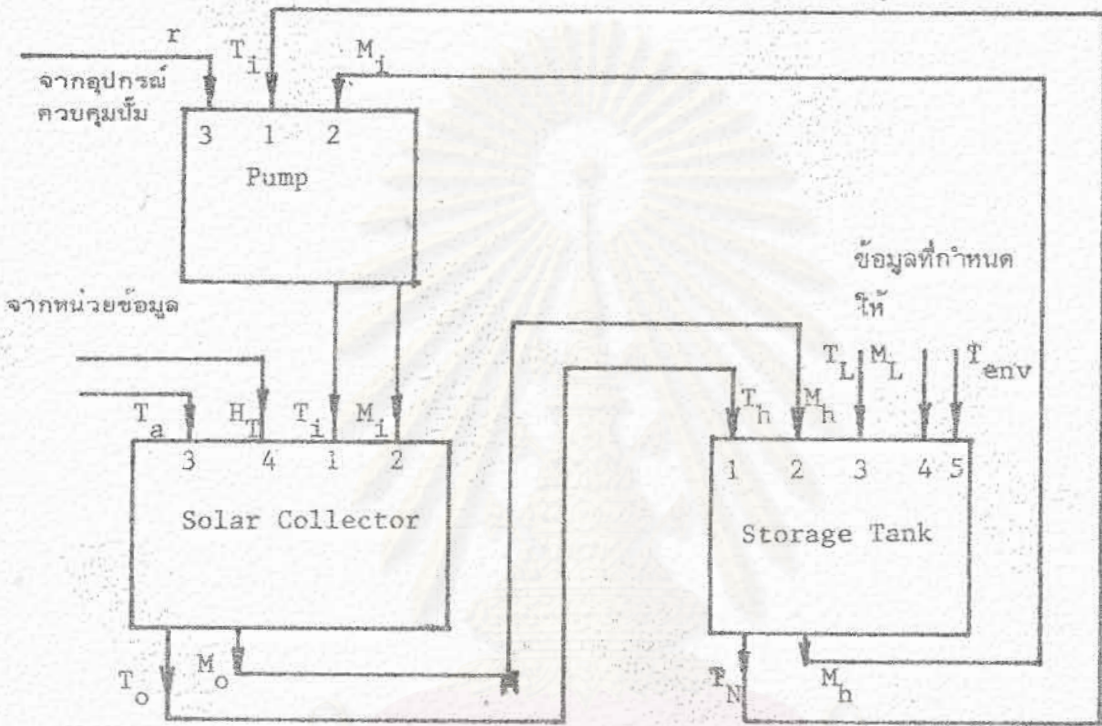 r
T_i
M_i
จากอุปกรณ์
ควบคุมปั๊ม
3 1 2
Pump
ข้อมูลที่กำหนด
ให้
จากหน่วยข้อมูล
T_L M_L T_env
T_a H_T T_i M_i
T_h M_h
3 4 1 2
1 2 3 4 5
Solar Collector
Storage Tank
T_o M_o
T_N M_h